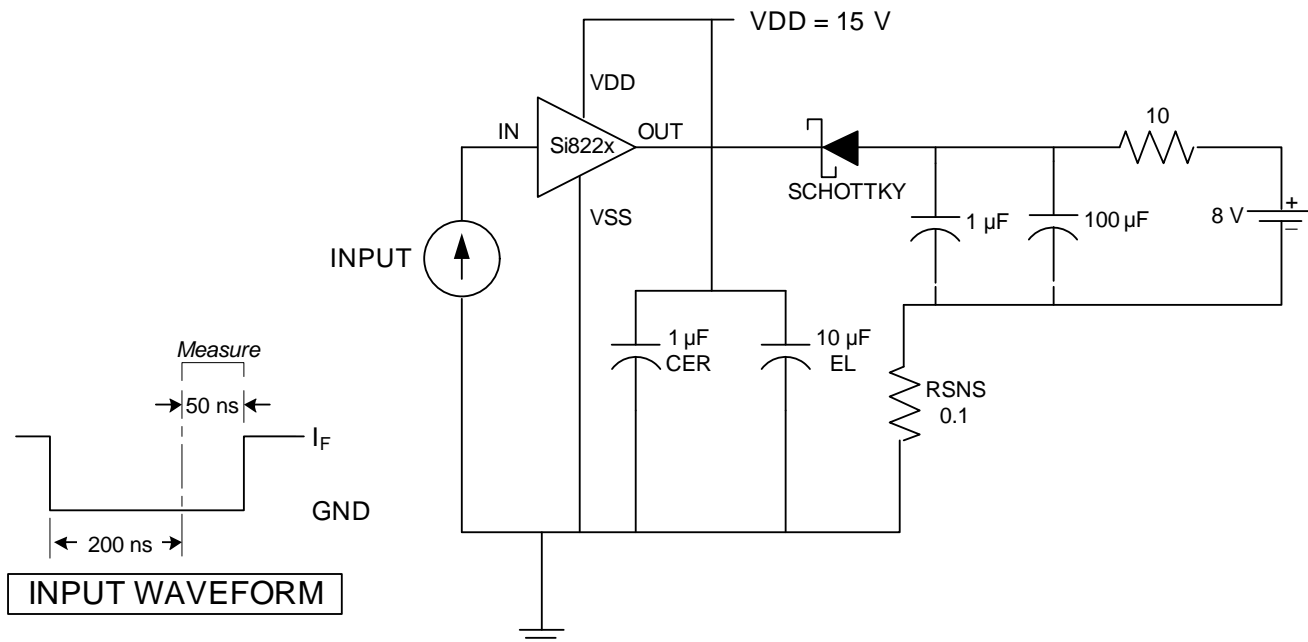 VDD = 15 V
VDD
IN
Si822x
OUT
VSS
SCHOTTKY
10
1 µF
100 µF
8 V
+
–
INPUT
1 µF
CER
10 µF
EL
RSNS
0.1
Measure
50 ns
I_F
GND
200 ns
INPUT WAVEFORM